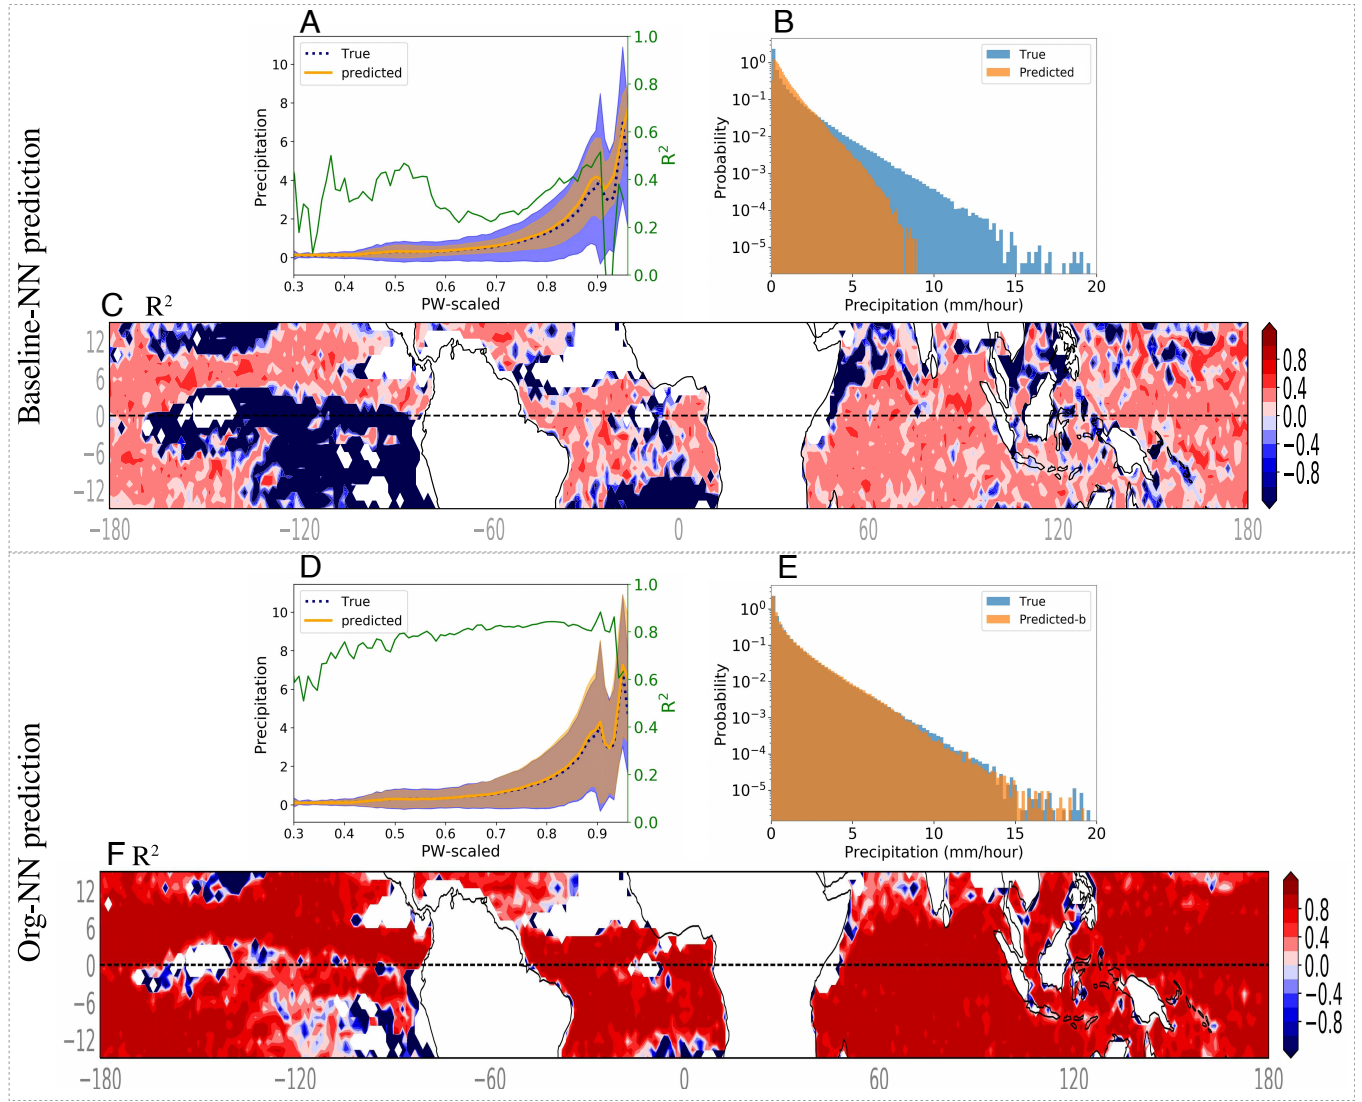 Baseline-NN prediction
A
True
predicted
Precipitation
10
8
6
4
2
0
0.3 0.4 0.5 0.6 0.7 0.8 0.9
PW-scaled
1.0
0.8
0.6
0.4
0.2
0.0
R²
B
True
Predicted
Probability
10⁰
10⁻¹
10⁻²
10⁻³
10⁻⁴
10⁻⁵
0 5 10 15 20
Precipitation (mm/hour)
C R²
12
6
0
−6
−12
−180 −120 −60 0 60 120 180
0.8
0.4
0.0
−0.4
−0.8
Org-NN prediction
D
True
predicted
Precipitation
10
8
6
4
2
0
0.3 0.4 0.5 0.6 0.7 0.8 0.9
PW-scaled
1.0
0.8
0.6
0.4
0.2
0.0
R²
E
True
Predicted-b
Probability
10⁰
10⁻¹
10⁻²
10⁻³
10⁻⁴
10⁻⁵
0 5 10 15 20
Precipitation (mm/hour)
F R²
12
6
0
−6
−12
−180 −120 −60 0 60 120 180
0.8
0.4
0.0
−0.4
−0.8